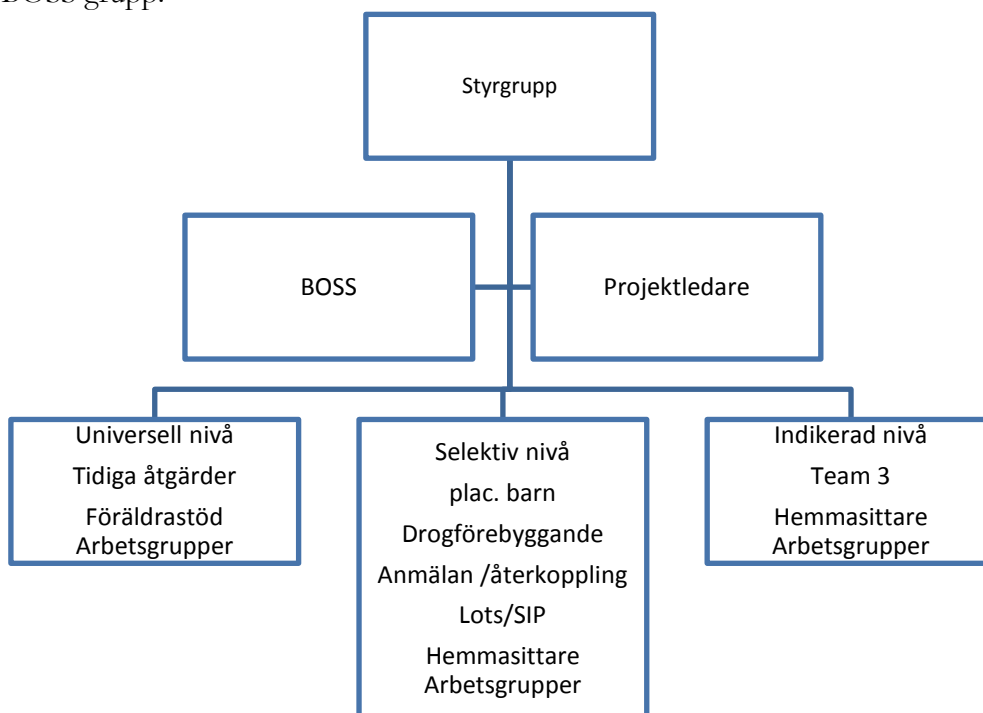 BOSS grupp.
Styrgrupp
BOSS
Projektledare
Universell nivå
Tidiga åtgärder
Föräldrastöd
Arbetsgrupper
Selektiv nivå
plac. barn
Drogförebyggande
Anmälan /återkoppling
Lots/SIP
Hemmasittare
Arbetsgrupper
Indikerad nivå
Team 3
Hemmasittare
Arbetsgrupper